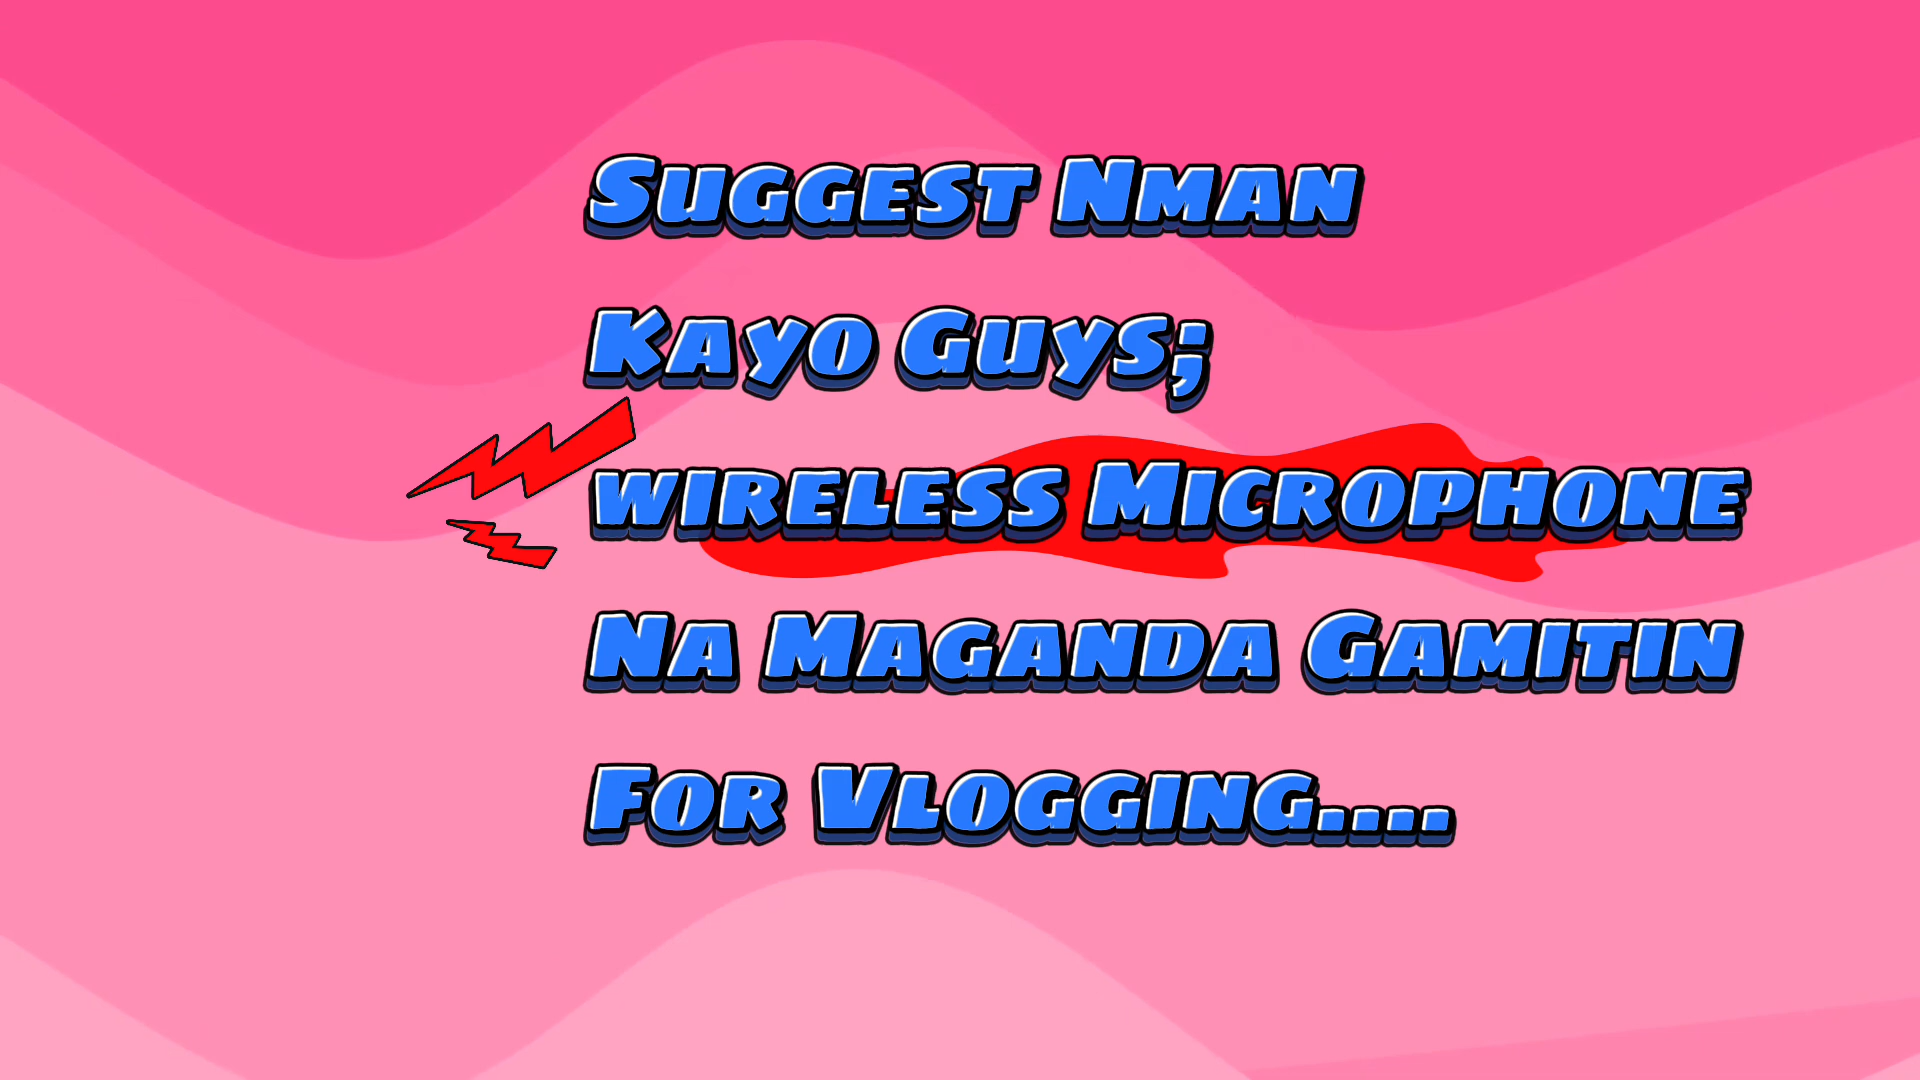 Suggest Nman
Kayo Guys;
wireless Microphone
Na Maganda Gamitin
For Vlogging....